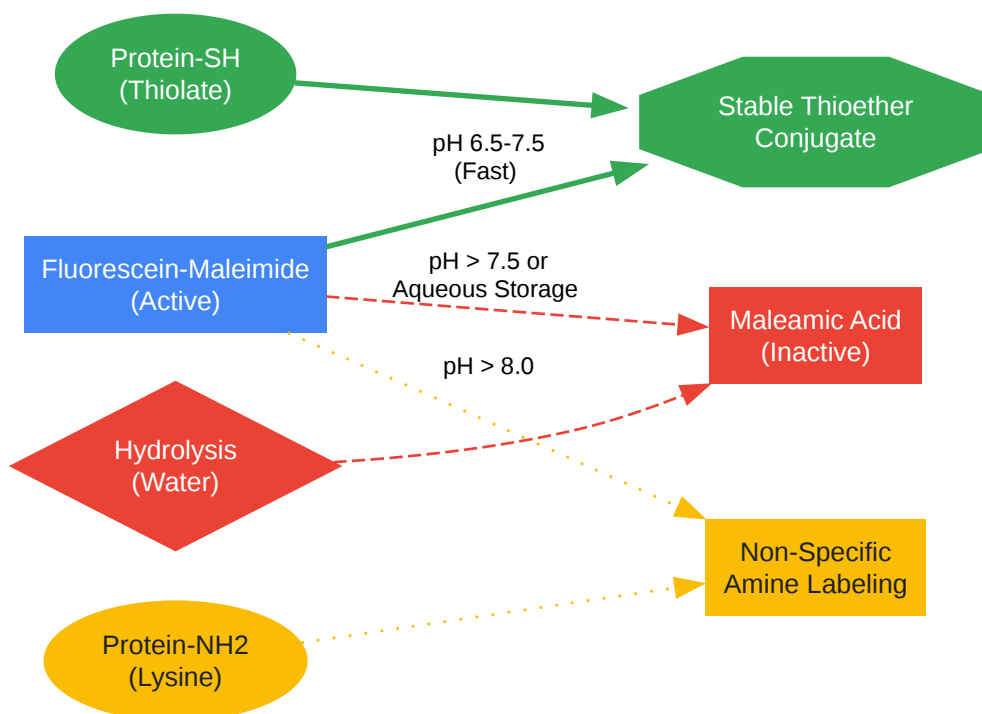 Protein-SH
(Thiolate)
Stable Thioether
Conjugate
pH 6.5-7.5
(Fast)
Fluorescein-Maleimide
(Active)
pH > 7.5 or
Aqueous Storage
Maleamic Acid
(Inactive)
pH > 8.0
Hydrolysis
(Water)
Non-Specific
Amine Labeling
Protein-NH2
(Lysine)